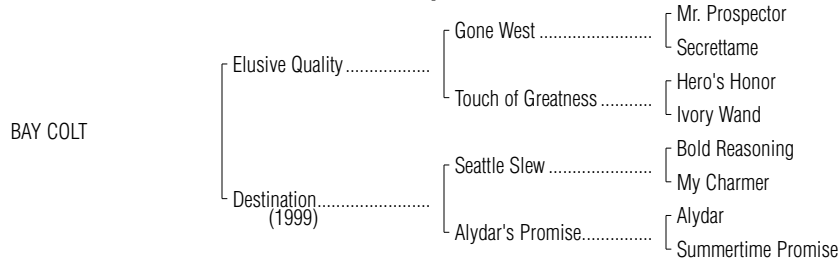 Mr. Prospector
Gone West ........................
Secrettame
Elusive Quality ..................
Hero's Honor
Touch of Greatness ...........
Ivory Wand
BAY COLT
Bold Reasoning
Seattle Slew ......................
My Charmer
Destination........................
(1999)
Alydar
Alydar's Promise...............
Summertime Promise